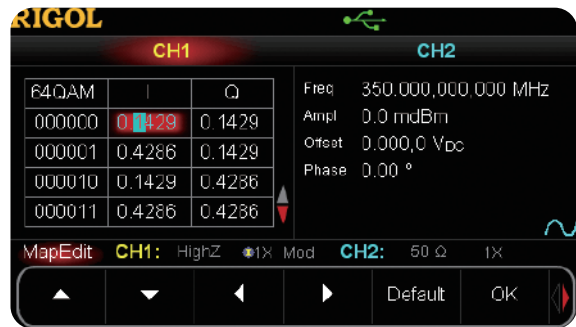 RIGOL
CH1 CH2
64QAM I Q
000000 0.1429 0.1429
000001 0.4286 0.1429
000010 0.1429 0.4286
000011 0.4286 0.4286
Freq 350.000,000,000 MHz
Ampl 0.0 mdBm
Offset 0.000,0 VDC
Phase 0.00 °
MapEdit CH1: HighZ 1X Mod CH2: 50 Ω 1X
Default OK